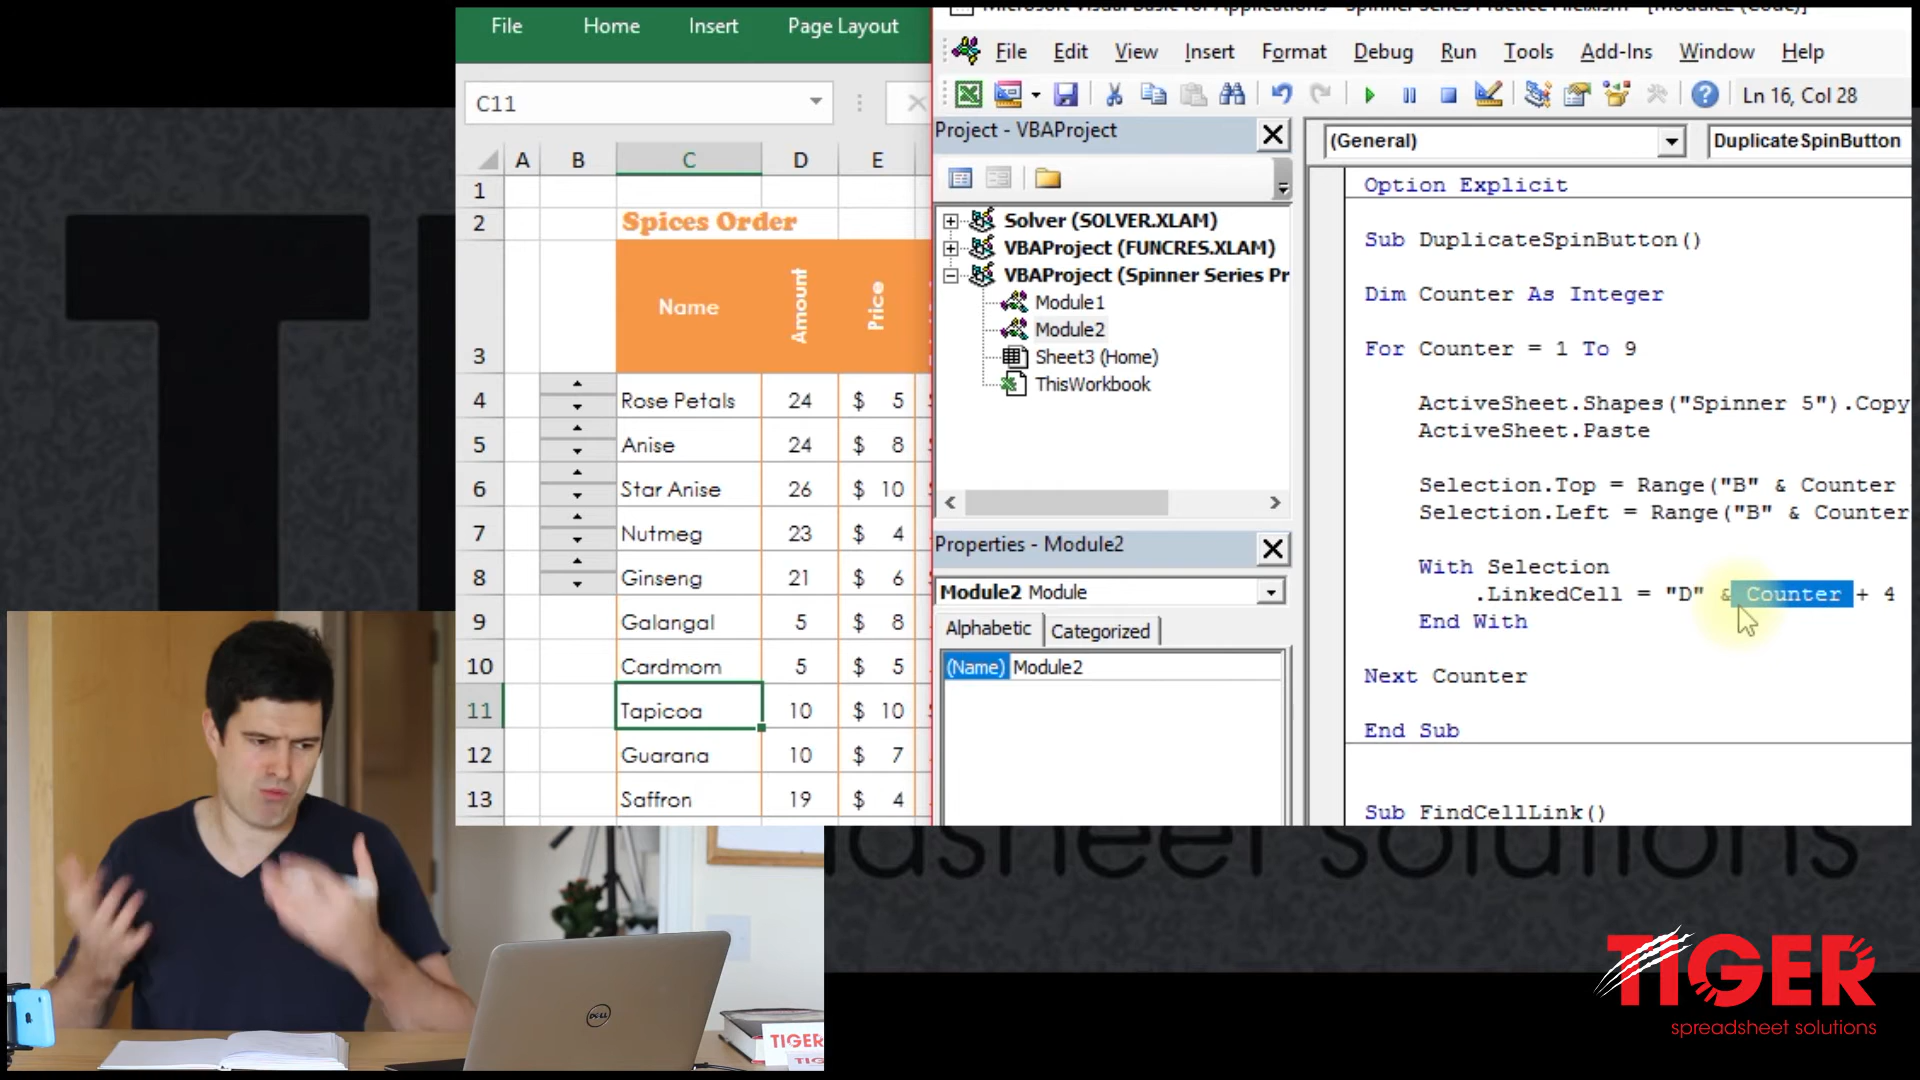 File Home Insert Page Layout
C11
A B C D E
1
2 Spices Order
3 Name Amount Price
4 Rose Petals 24 $ 5
5 Anise 24 $ 8
6 Star Anise 26 $ 10
7 Nutmeg 23 $ 4
8 Ginseng 21 $ 6
9 Galangal 5 $ 8
10 Cardmom 5 $ 5
11 Tapicoa 10 $ 10
12 Guarana 10 $ 7
13 Saffron 19 $ 4
File Edit View Insert Format Debug Run Tools Add-Ins Window Help
Ln 16, Col 28
Project - VBAProject
Solver (SOLVER.XLAM)
VBAProject (FUNCRES.XLAM)
VBAProject (Spinner Series Pr
Module1
Module2
Sheet3 (Home)
ThisWorkbook
Properties - Module2
Module2 Module
Alphabetic Categorized
(Name) Module2
(General) DuplicateSpinButton
Option Explicit
Sub DuplicateSpinButton()
Dim Counter As Integer
For Counter = 1 To 9
ActiveSheet.Shapes("Spinner 5").Copy
ActiveSheet.Paste
Selection.Top = Range("B" & Counter
Selection.Left = Range("B" & Counter
With Selection
.LinkedCell = "D" & Counter + 4
End With
Next Counter
End Sub
Sub FindCellLink()
adsheet solutions
DELL
TIGER
TIGER
spreadsheet solutions